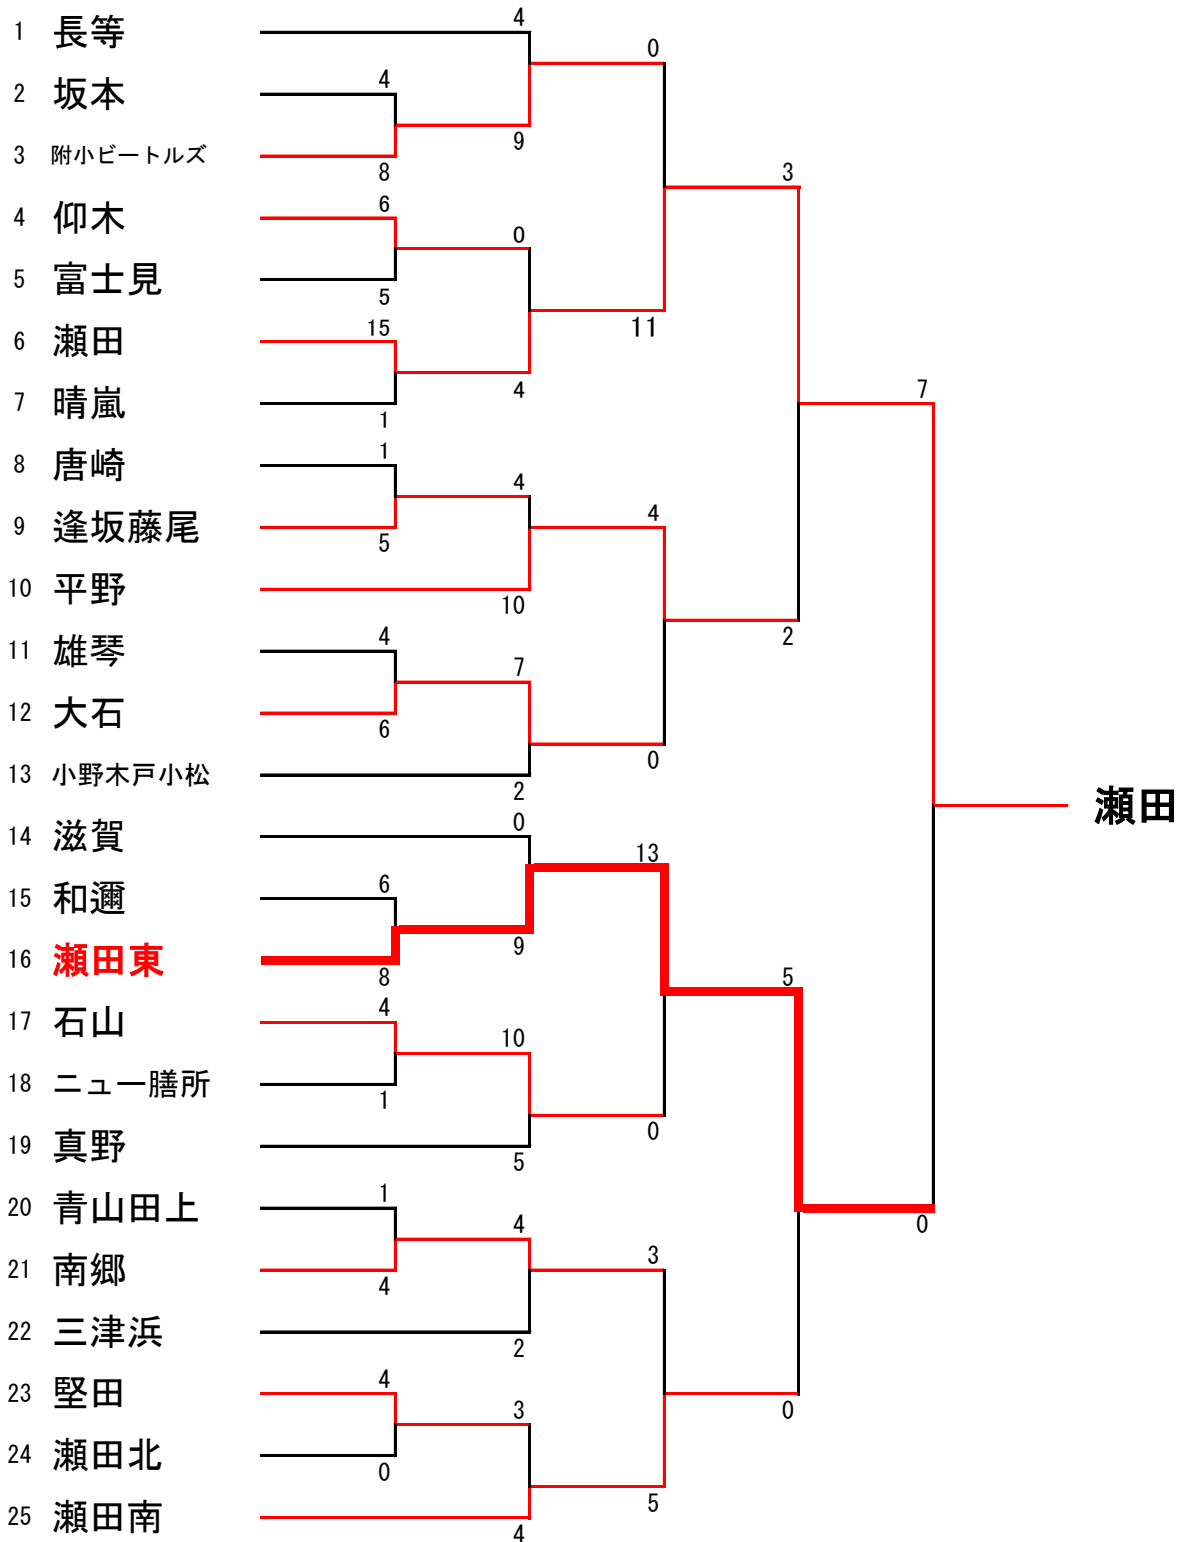 1 長等
2 坂本
3 附小ビートルズ
4 仰木
5 富士見
6 瀬田
7 晴嵐
8 唐崎
9 逢坂藤尾
10 平野
11 雄琴
12 大石
13 小野木戸小松
14 滋賀
15 和邇
16 瀬田東
17 石山
18 ニュー膳所
19 真野
20 青山田上
21 南郷
22 三津浜
23 堅田
24 瀬田北
25 瀬田南
4
8
6
5
15
1
1
5
4
6
6
8
4
1
1
4
4
0
4
9
0
4
4
10
7
2
0
9
10
5
4
2
3
4
0
11
4
0
13
0
3
5
3
2
5
0
7
0
瀬田